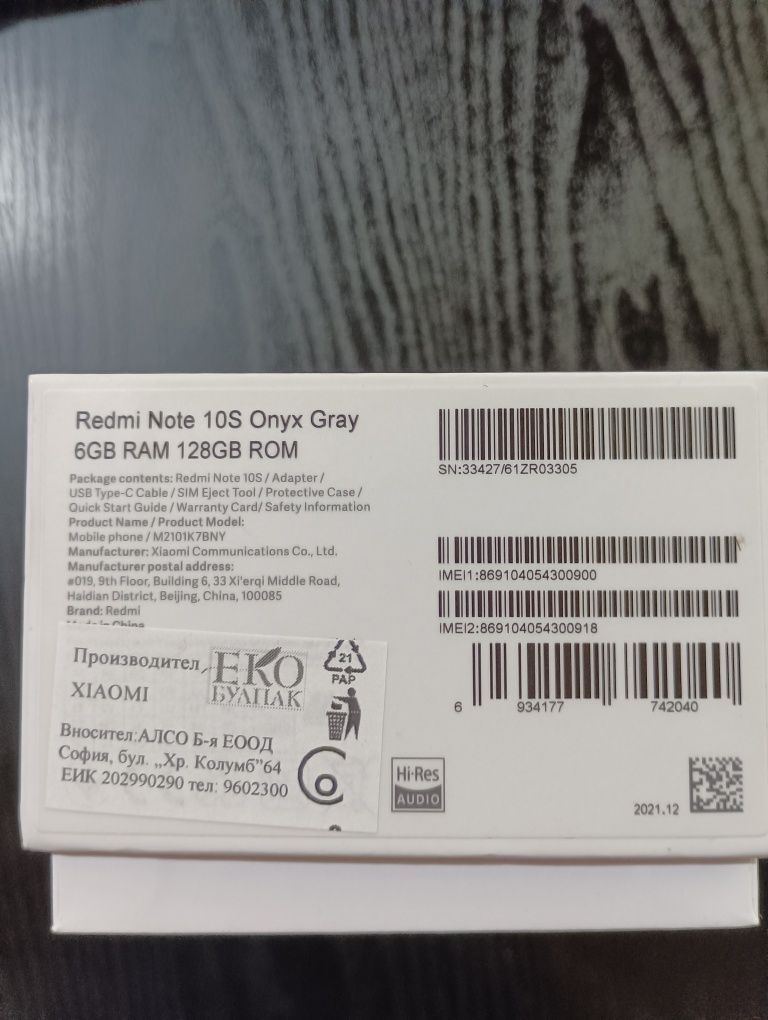 Redmi Note 10S Onyx Gray
6GB RAM 128GB ROM
Package contents: Redmi Note 10S / Adapter /
USB Type-C Cable / SIM Eject Tool / Protective Case /
Quick Start Guide / Warranty Card/ Safety Information
Product Name / Product Model:
Mobile phone / M2101K7BNY
Manufacturer: Xiaomi Communications Co., Ltd.
Manufacturer postal address:
#019, 9th Floor, Building 6, 33 Xi'erqi Middle Road,
Haidian District, Beijing, China, 100085
Brand: Redmi
Made in China
Производител
XIAOMI
ЕКО
БУЛПАК
21
PAP
Вносител:АЛСО Б-я ЕООД
София, бул. „Хр. Колумб"64
ЕИК 202990290 тел: 9602300
SN:33427/61ZR03305
IMEI1:869104054300900
IMEI2:869104054300918
6 934177 742040
Hi-Res
AUDIO
2021.12